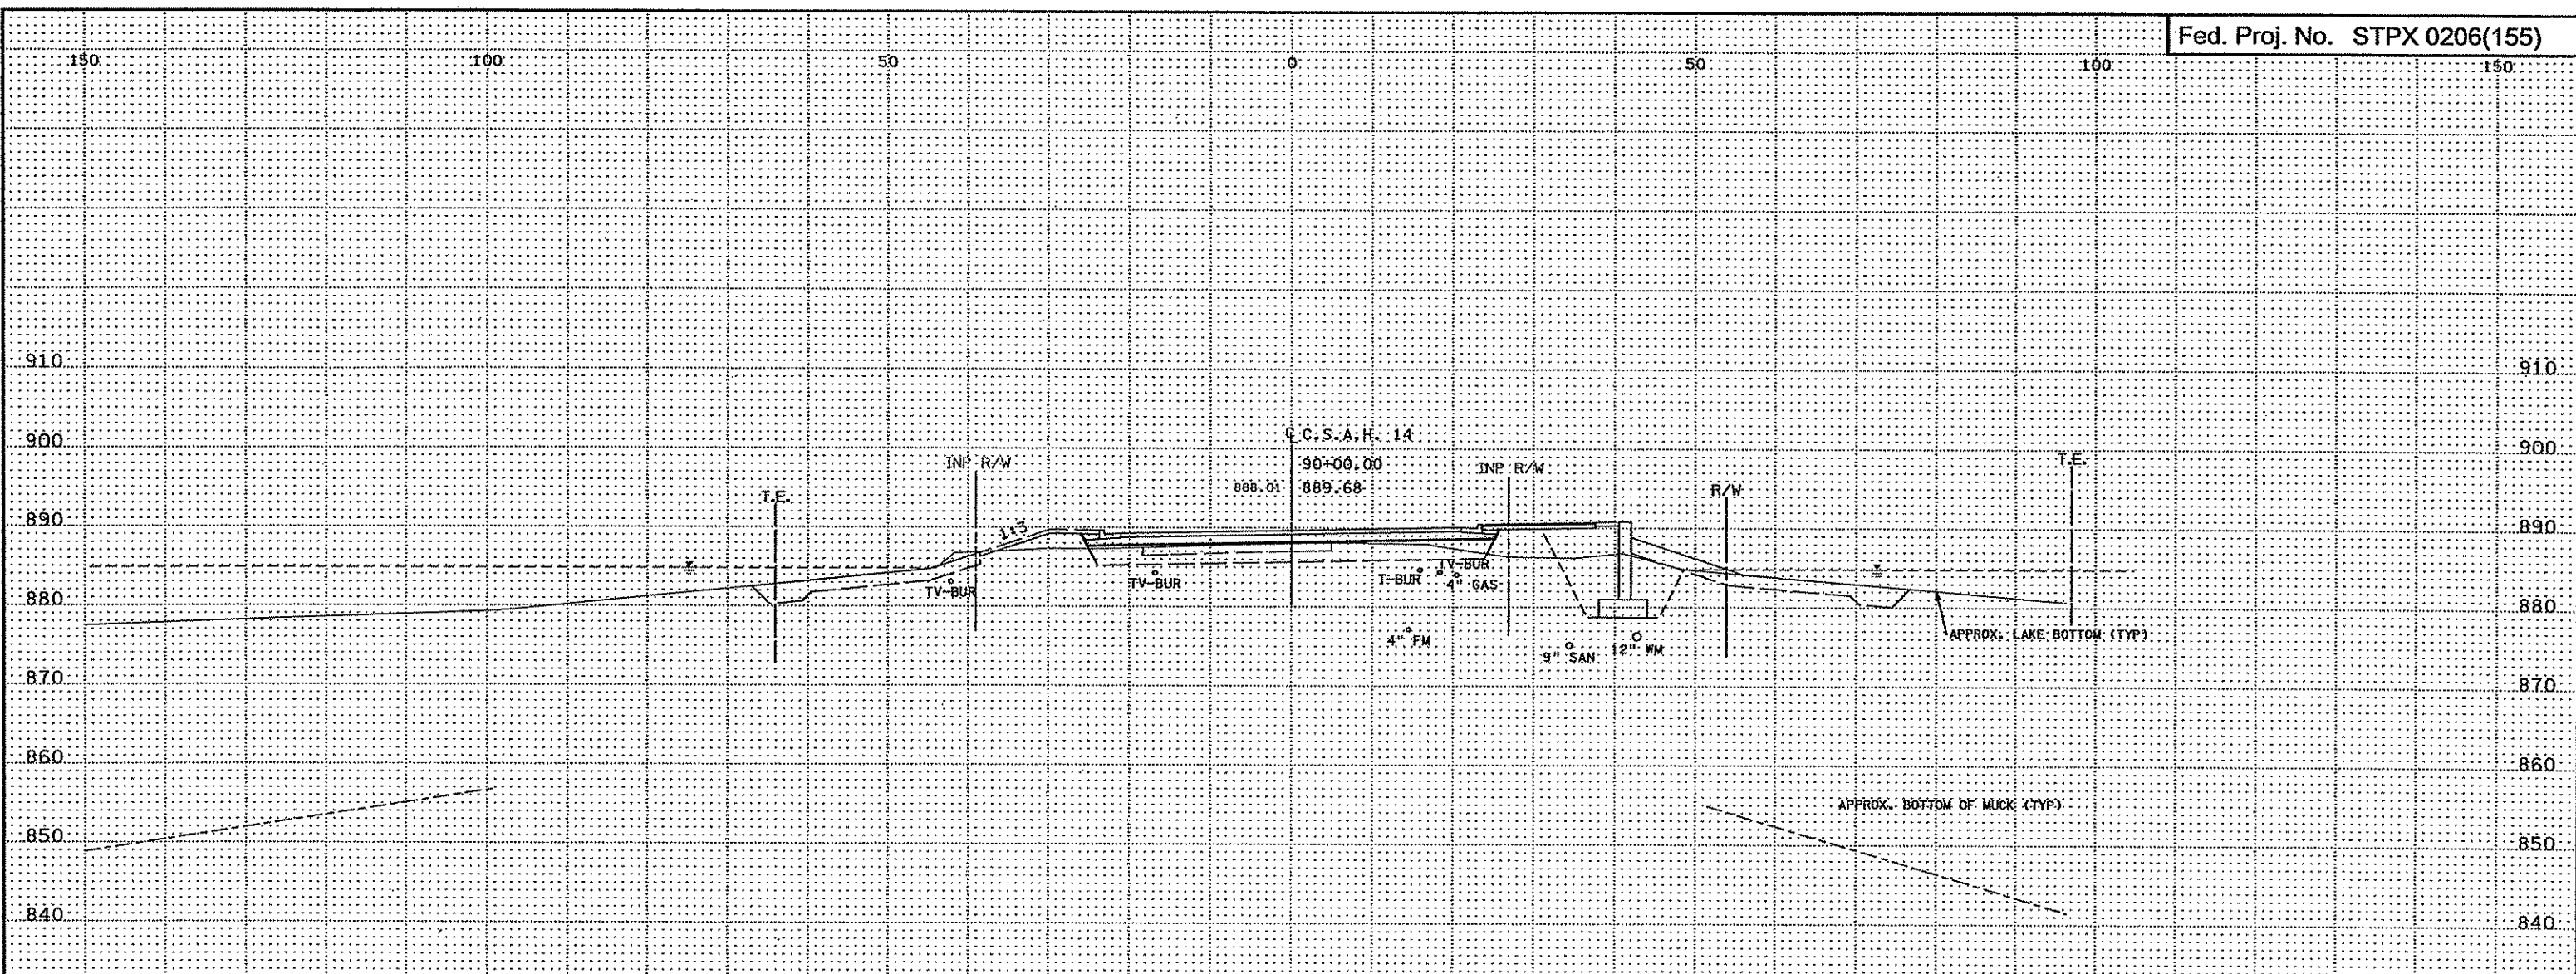 Fed. Proj. No. STPX 0206(155)
150 100 50 0 50 100 150
910 910
900 900
℄ C.S.A.H. 14
INP R/W 90+00.00 INP R/W T.E.
T.E. 888.01 889.68 R/W
890 1:3 890
TV-BUR TV-BUR T-BUR TV-BUR
4" GAS
880 880
4" FM 9" SAN 12" WM APPROX. LAKE BOTTOM (TYP)
870 870
860 860
APPROX. BOTTOM OF MUCK (TYP)
850 850
840 840